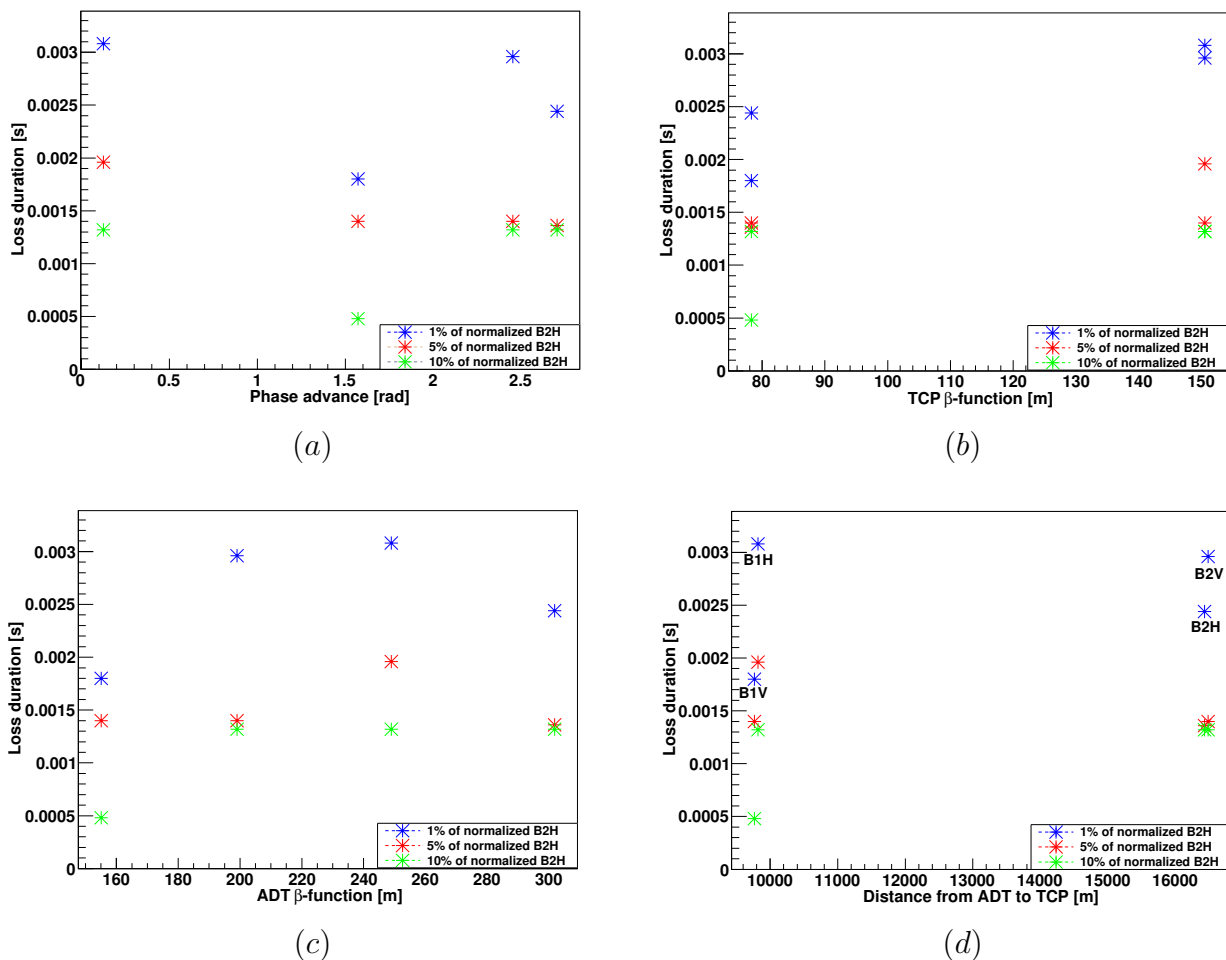 0.003
0.0025
0.002
0.0015
0.001
0.0005
0
Loss duration [s]
1% of normalized B2H
5% of normalized B2H
10% of normalized B2H
0 0.5 1 1.5 2 2.5
Phase advance [rad]
(a)
0.003
0.0025
0.002
0.0015
0.001
0.0005
0
Loss duration [s]
1% of normalized B2H
5% of normalized B2H
10% of normalized B2H
80 90 100 110 120 130 140 150
TCP β-function [m]
(b)
0.003
0.0025
0.002
0.0015
0.001
0.0005
0
Loss duration [s]
1% of normalized B2H
5% of normalized B2H
10% of normalized B2H
160 180 200 220 240 260 280 300
ADT β-function [m]
(c)
0.003
0.0025
0.002
0.0015
0.001
0.0005
0
Loss duration [s]
B1H
B2V
B2H
B1V
1% of normalized B2H
5% of normalized B2H
10% of normalized B2H
10000 11000 12000 13000 14000 15000 16000
Distance from ADT to TCP [m]
(d)